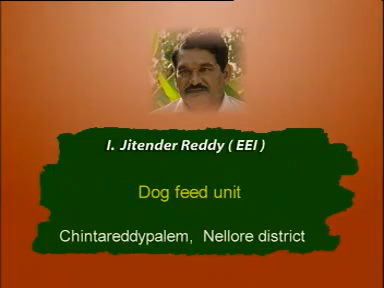 I. Jitender Reddy ( EEI )
Dog feed unit
Chintareddypalem, Nellore district